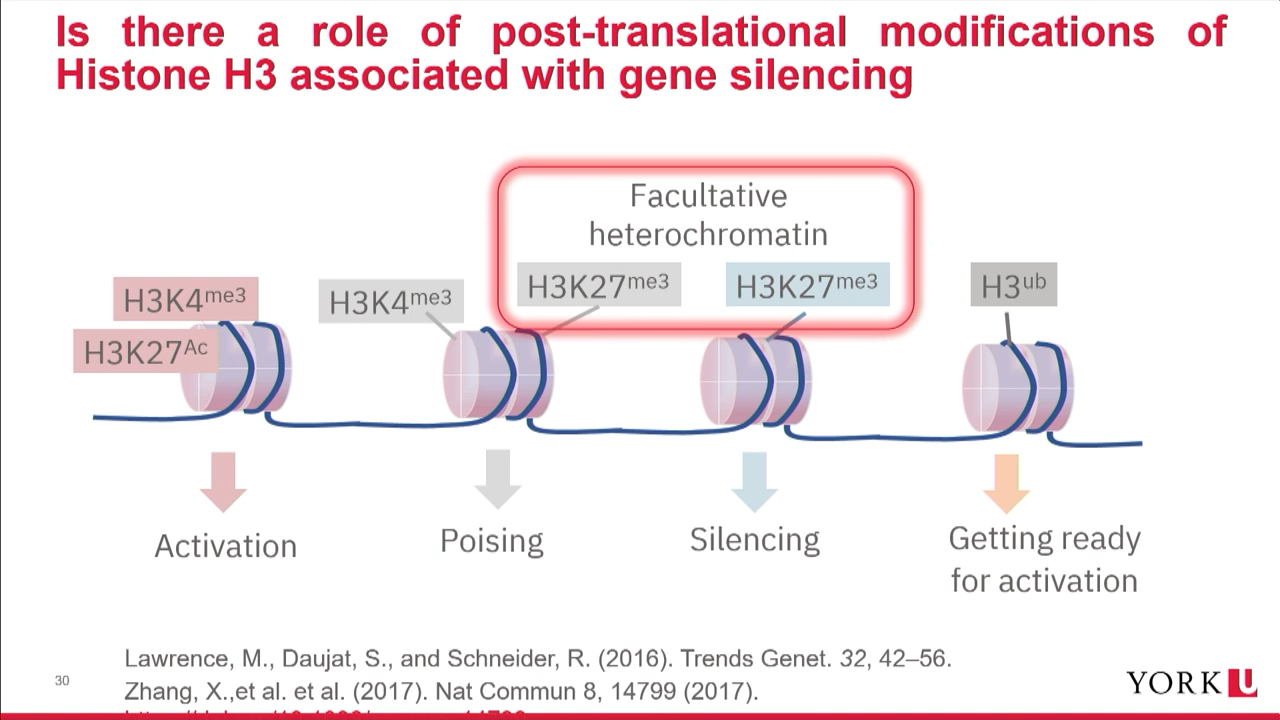 Is there a role of post-translational modifications of
Histone H3 associated with gene silencing
Facultative
heterochromatin
H3K4me3
H3K27Ac
H3K4me3
H3K27me3
H3K27me3
H3ub
Activation
Poising
Silencing
Getting ready
for activation
Lawrence, M., Daujat, S., and Schneider, R. (2016). Trends Genet. 32, 42–56.
Zhang, X.,et al. et al. (2017). Nat Commun 8, 14799 (2017).
30
YORK U